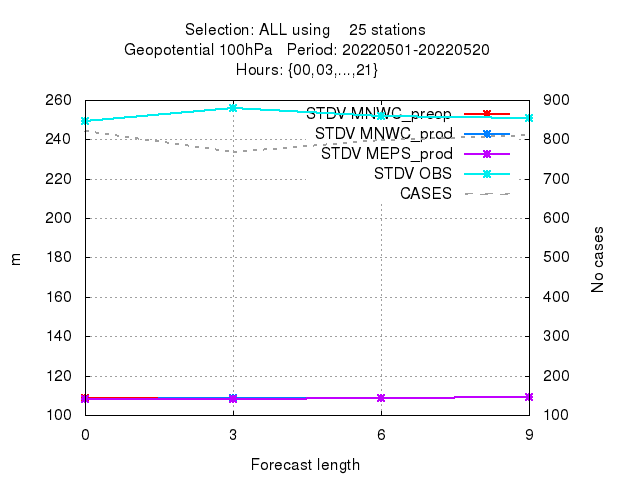 Selection: ALL using    25 stations
Geopotential 100hPa   Period: 20220501-20220520
Hours: {00,03,...,21}
260 900
STDV MNWC_preop
STDV MNWC_prod
240 800
STDV MEPS_prod
STDV OBS
220 700
CASES
200 600
180 500
160 400
140 300
120 200
100 100
m
No cases
0 3 6 9
Forecast length